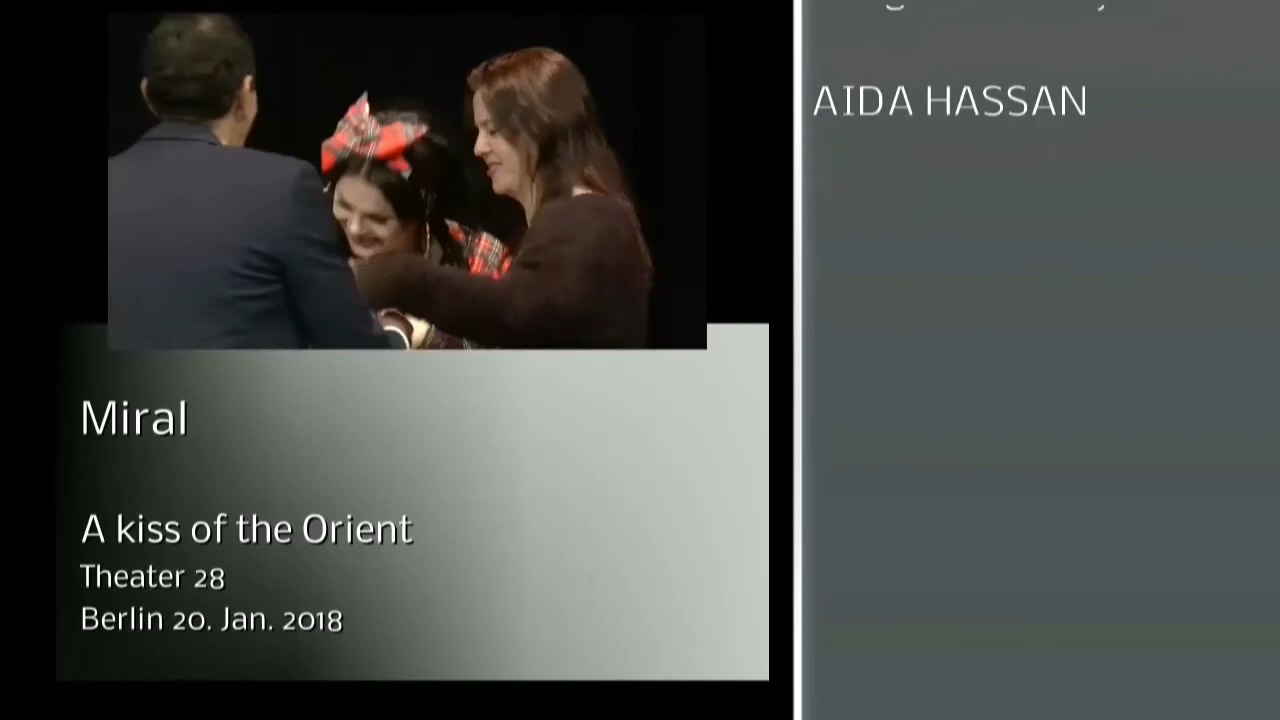 Miral
A kiss of the Orient
Theater 28
Berlin 20. Jan. 2018
AIDA HASSAN